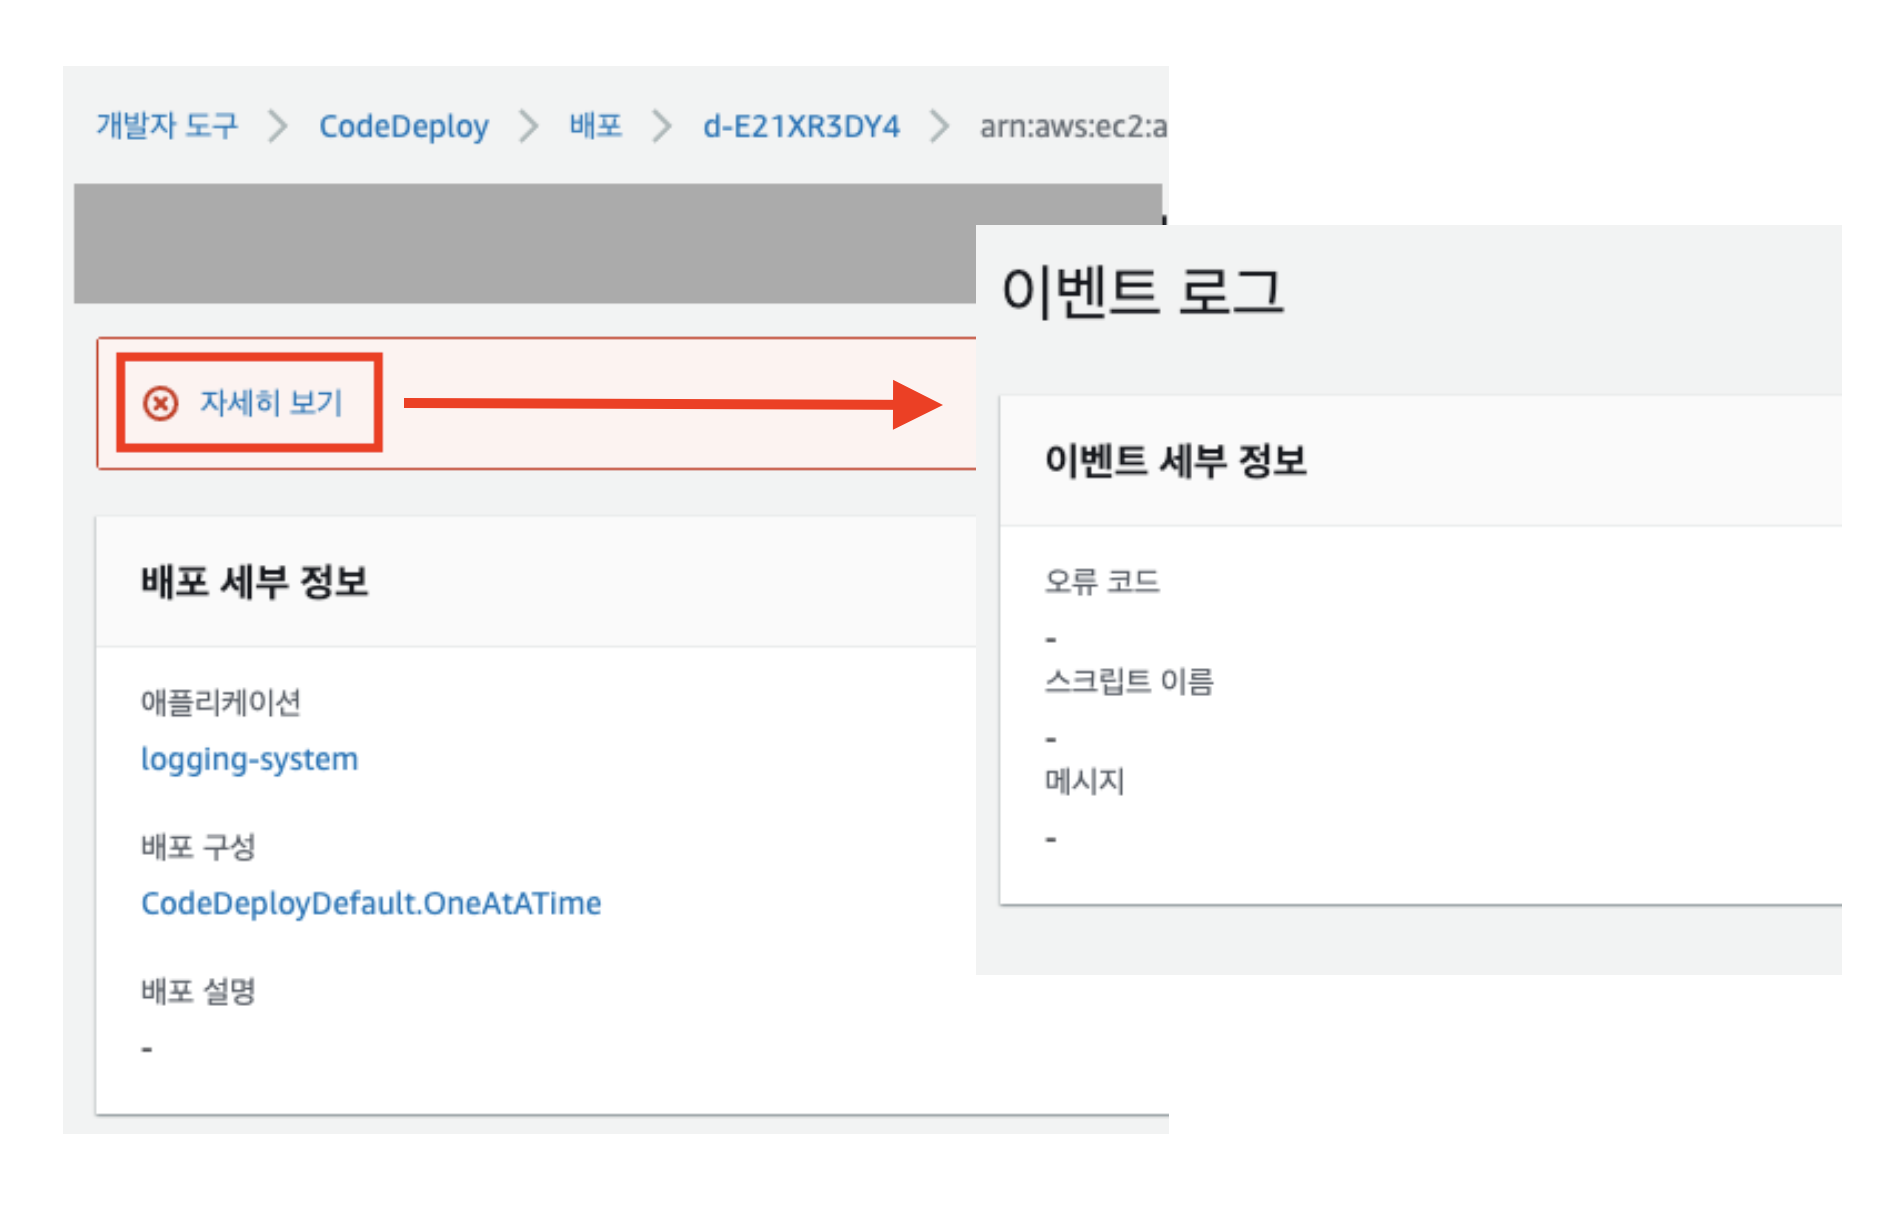 개발자 도구 > CodeDeploy > 배포 > d-E21XR3DY4 > arn:aws:ec2:a
자세히 보기
배포 세부 정보
애플리케이션
logging-system
배포 구성
CodeDeployDefault.OneAtATime
배포 설명
-
이벤트 로그
이벤트 세부 정보
오류 코드
-
스크립트 이름
-
메시지
-